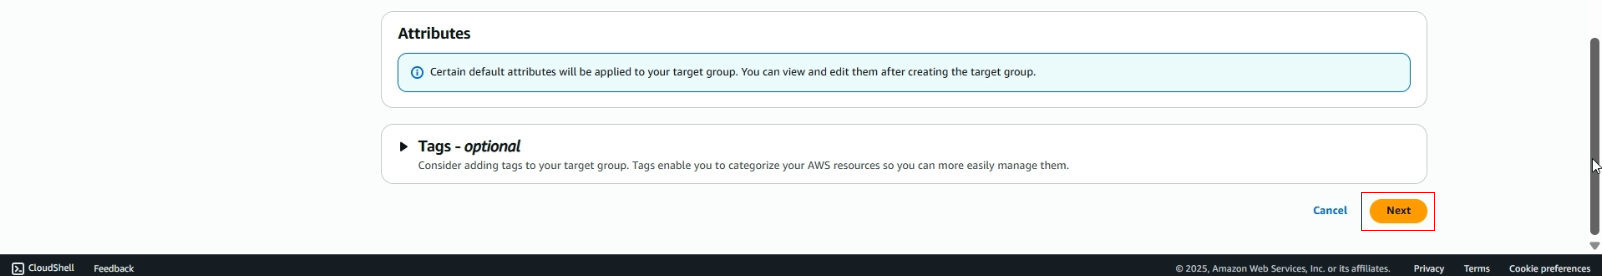 Attributes
Certain default attributes will be applied to your target group. You can view and edit them after creating the target group.
Tags - optional
Consider adding tags to your target group. Tags enable you to categorize your AWS resources so you can more easily manage them.
Cancel Next
CloudShell Feedback © 2025, Amazon Web Services, Inc. or its affiliates. Privacy Terms Cookie preferences